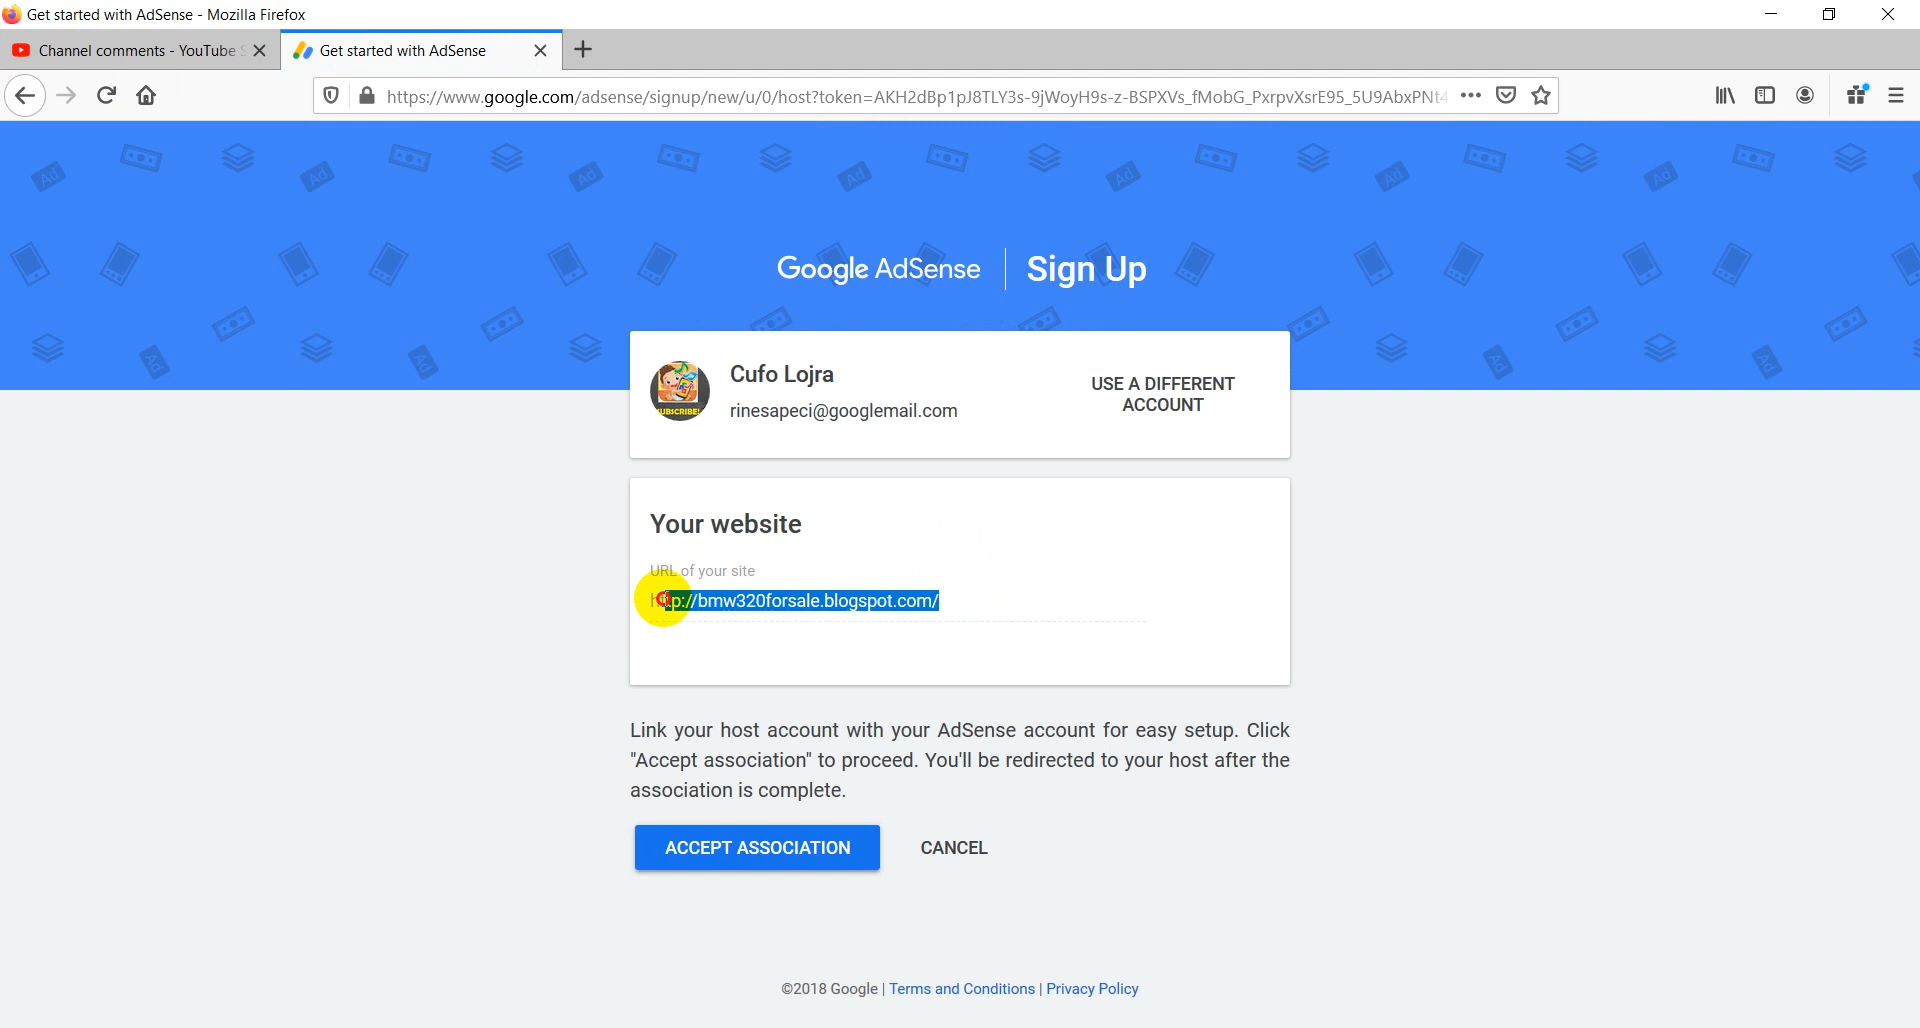 Get started with AdSense - Mozilla Firefox
Channel comments - YouTube S
Get started with AdSense
https://www.google.com/adsense/signup/new/u/0/host?token=AKH2dBp1pJ8TLY3s-9jWoyH9s-z-BSPXVs_fMobG_PxrpvXsrE95_5U9AbxPNt4
Google AdSense | Sign Up
Cufo Lojra
rinesapeci@googlemail.com
USE A DIFFERENT
ACCOUNT
SUBSCRIBE!
Your website
URL of your site
http://bmw320forsale.blogspot.com/
Link your host account with your AdSense account for easy setup. Click
"Accept association" to proceed. You'll be redirected to your host after the
association is complete.
ACCEPT ASSOCIATION
CANCEL
©2018 Google | Terms and Conditions | Privacy Policy